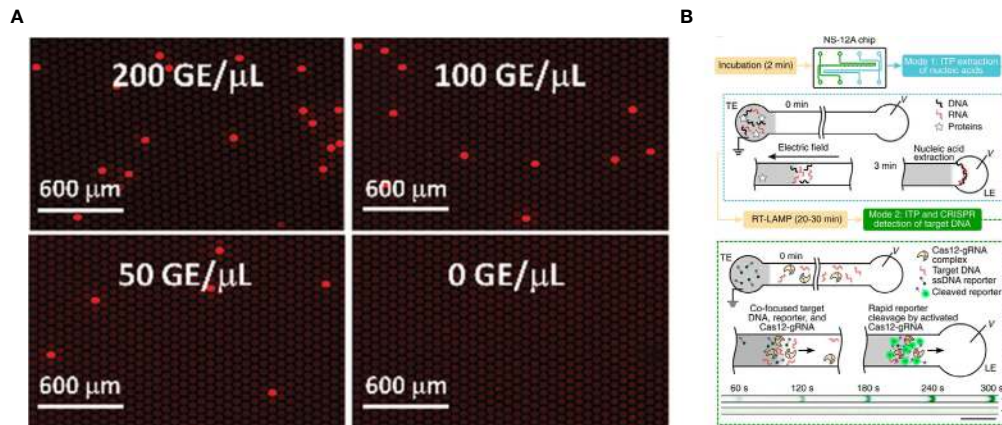 A
200 GE/μL
600 μm
100 GE/μL
600 μm
50 GE/μL
600 μm
0 GE/μL
600 μm
B
NS-12A chip
Incubation (2 min)
Mode 1: ITP extraction
of nucleic acids
TE
0 min
V
DNA
RNA
Proteins
Electric field
3 min
Nucleic acid
extraction
V
LE
RT-LAMP (20-30 min)
Mode 2: ITP and CRISPR
detection of target DNA
TE
0 min
V
Cas12-gRNA
complex
Target DNA
ssDNA reporter
Cleaved reporter
Co-focused target
DNA, reporter, and
Cas12-gRNA
Rapid reporter
cleavage by activated
Cas12-gRNA
V
LE
60 s
120 s
180 s
240 s
300 s